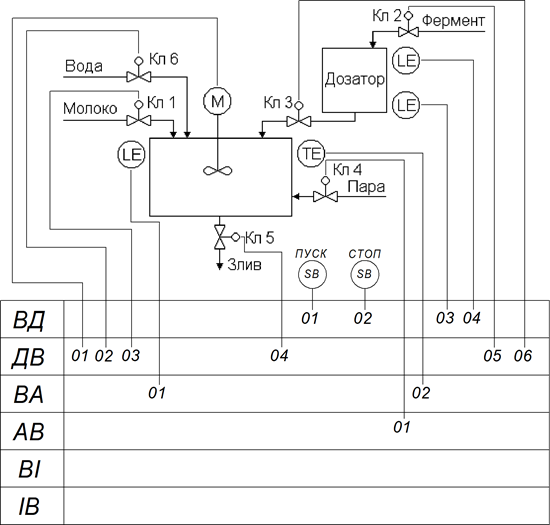 Кл 2
Фермент
Кл 6
Вода
Кл 1
Молоко
М
Кл 3
Дозатор
LE
LE
LE
TE
Кл 4
Пара
Кл 5
Злив
ПУСК
SB
СТОП
SB
ВД 01 02 03 04
ДВ 01 02 03 04 05 06
ВА 01 02
АВ 01
ВІ
ІВ